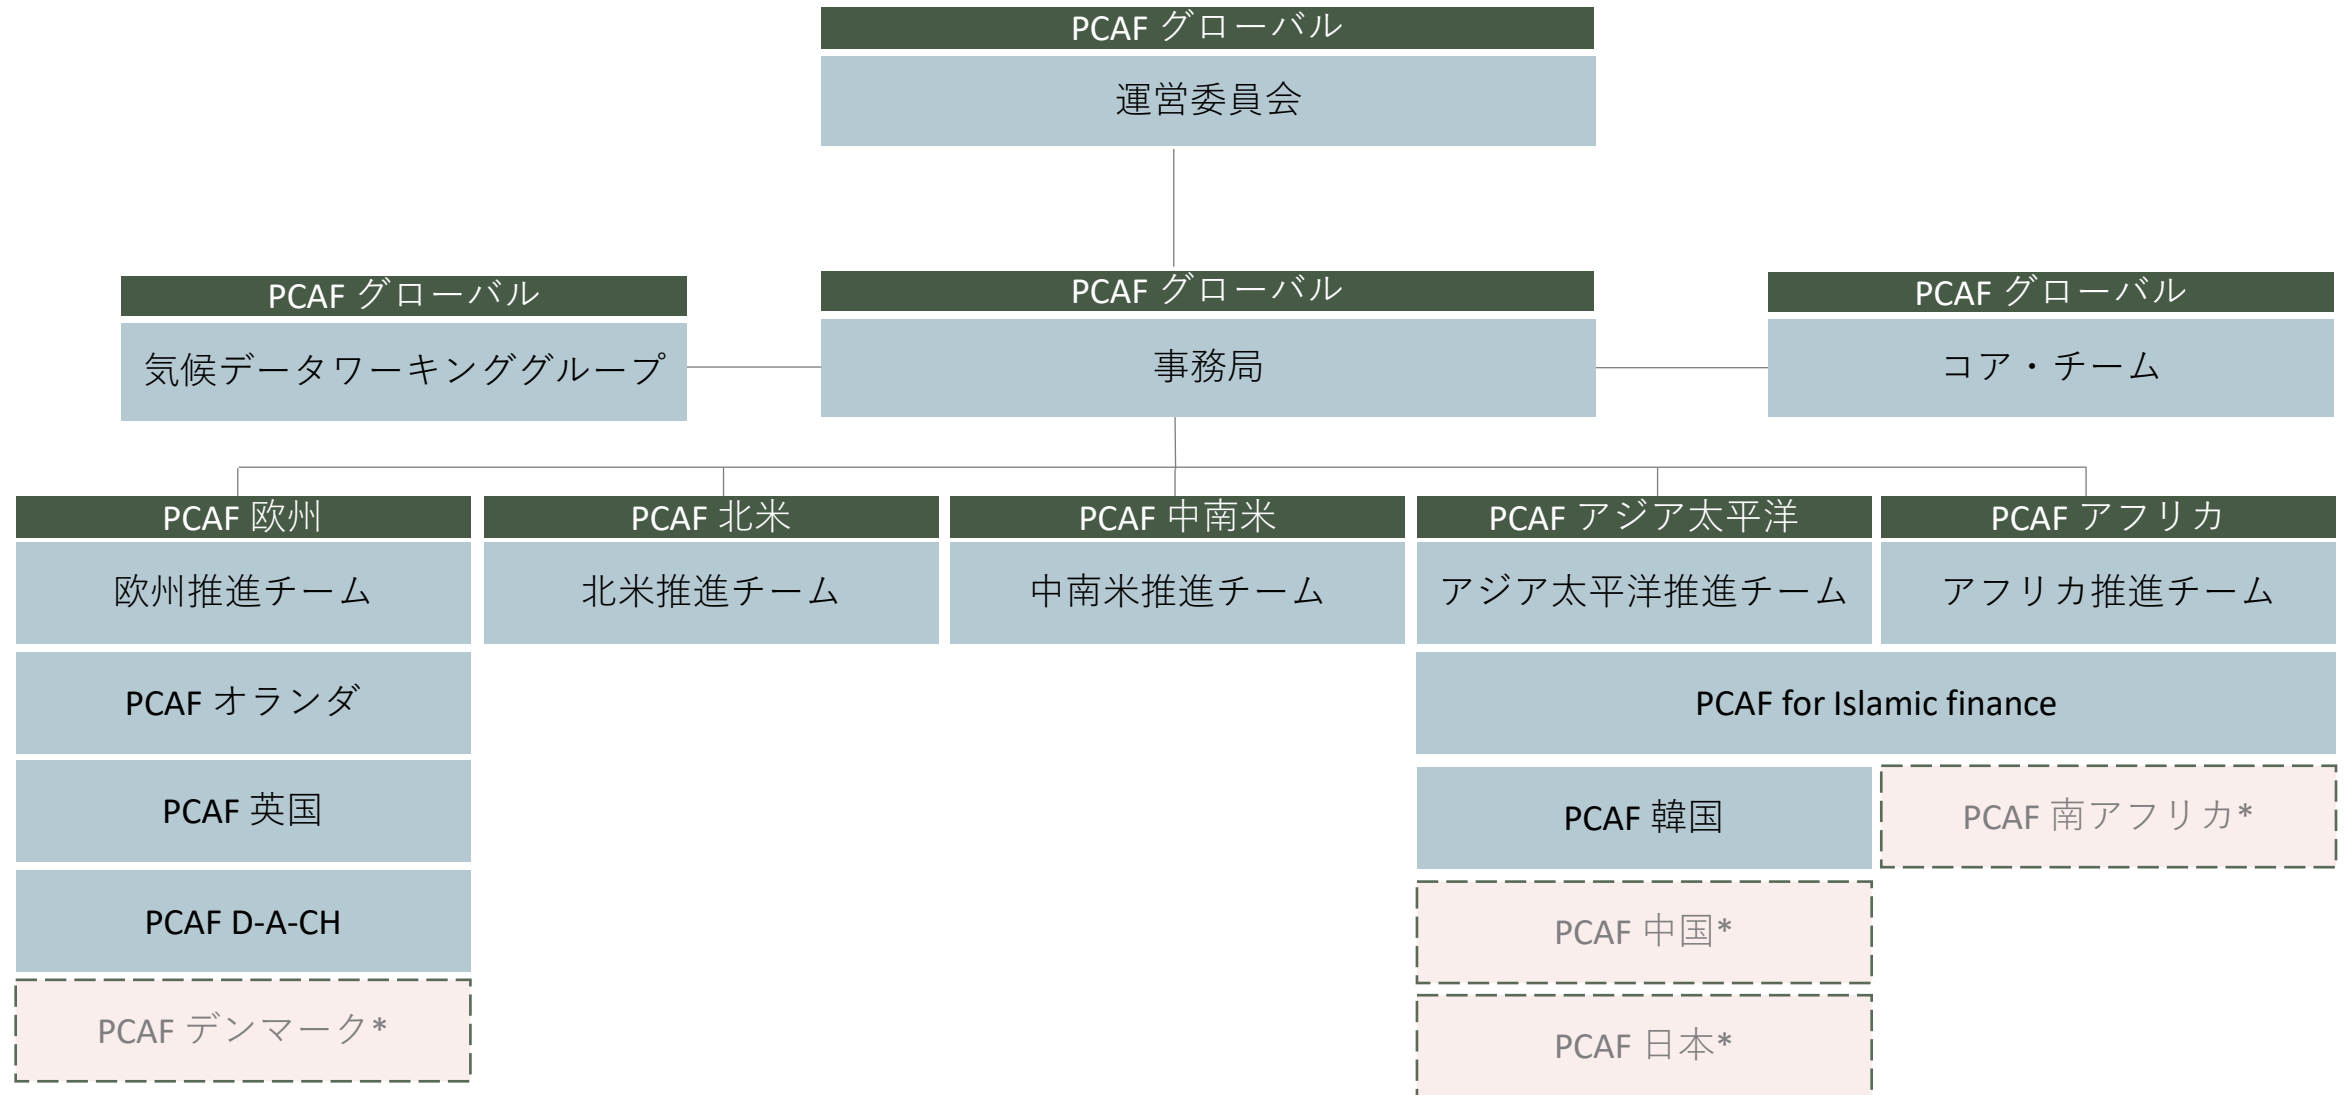 PCAF グローバル
運営委員会
PCAF グローバル
気候データワーキンググループ
PCAF グローバル
事務局
PCAF グローバル
コア・チーム
PCAF 欧州
欧州推進チーム
PCAF オランダ
PCAF 英国
PCAF D-A-CH
PCAF デンマーク*
PCAF 北米
北米推進チーム
PCAF 中南米
中南米推進チーム
PCAF アジア太平洋
アジア太平洋推進チーム
PCAF アフリカ
アフリカ推進チーム
PCAF for Islamic finance
PCAF 韓国
PCAF 中国*
PCAF 日本*
PCAF 南アフリカ*